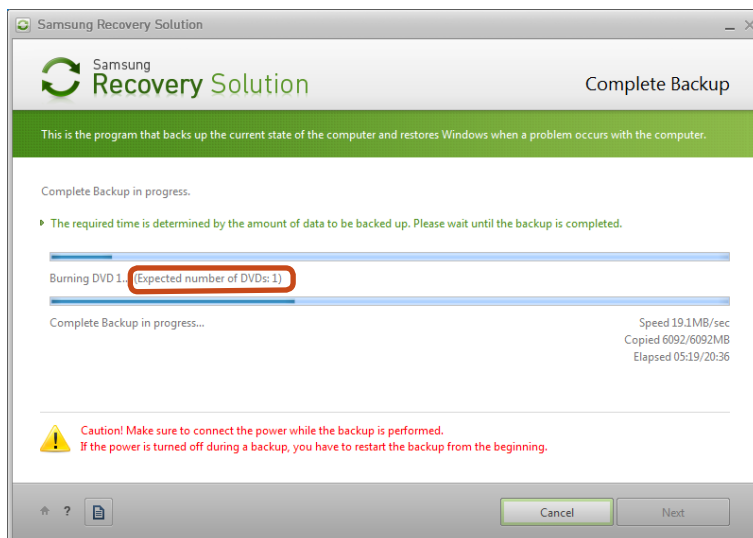 Samsung Recovery Solution
Samsung
Recovery Solution
Complete Backup
This is the program that backs up the current state of the computer and restores Windows when a problem occurs with the computer.
Complete Backup in progress.
The required time is determined by the amount of data to be backed up. Please wait until the backup is completed.
Burning DVD 1... (Expected number of DVDs: 1)
Complete Backup in progress...
Speed 19.1MB/sec
Copied 6092/6092MB
Elapsed 05:19/20:36
Caution! Make sure to connect the power while the backup is performed.
If the power is turned off during a backup, you have to restart the backup from the beginning.
?
Cancel
Next